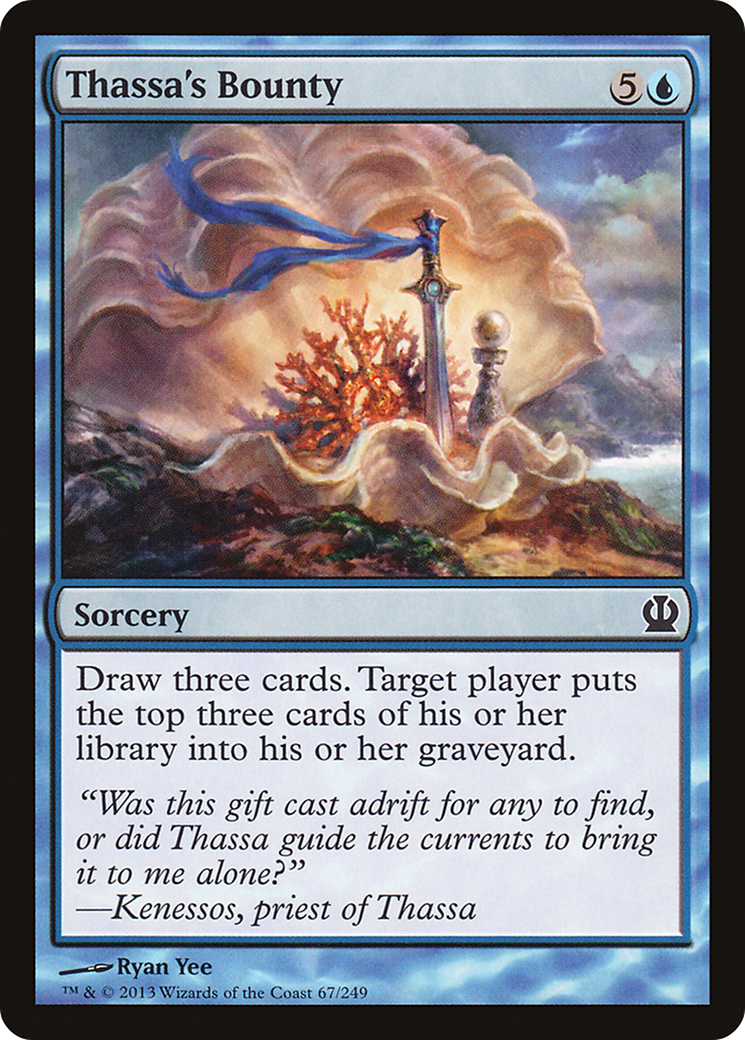 Thassa's Bounty
5
Sorcery
Draw three cards. Target player puts
the top three cards of his or her
library into his or her graveyard.
“Was this gift cast adrift for any to find,
or did Thassa guide the currents to bring
it to me alone?”
—Kenessos, priest of Thassa
Ryan Yee
™ & © 2013 Wizards of the Coast 67/249